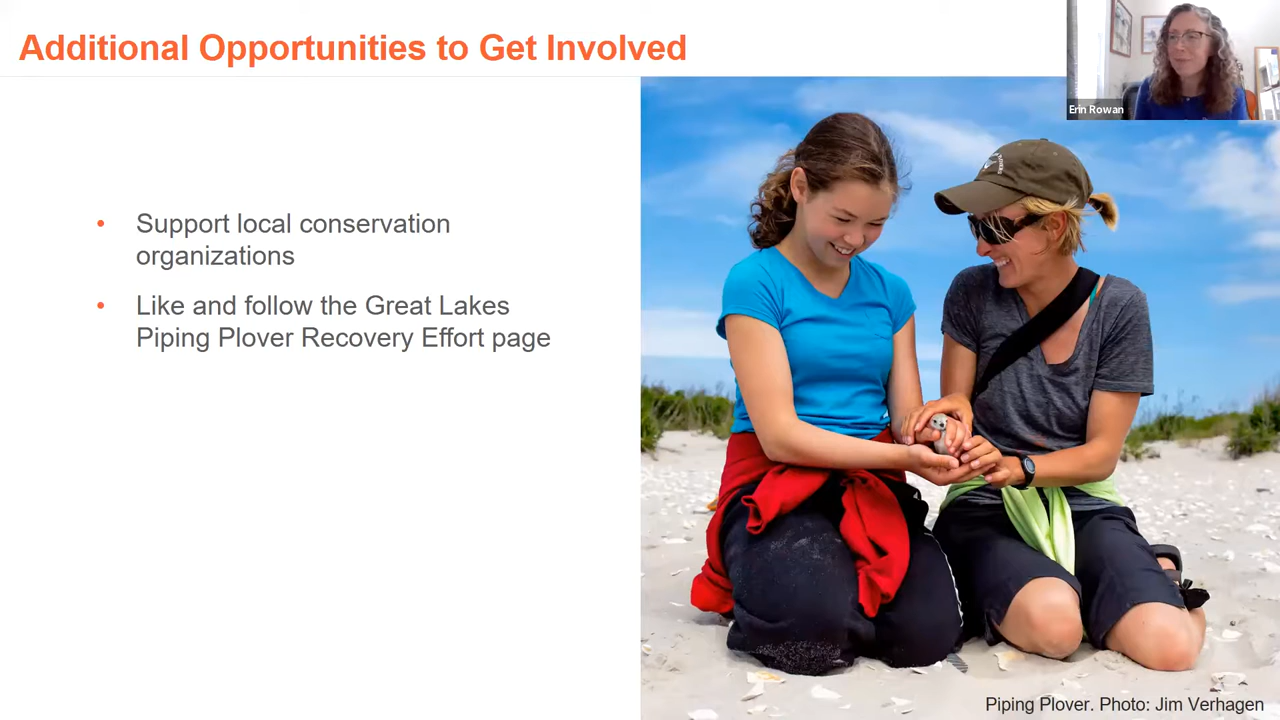 Additional Opportunities to Get Involved
Erin Rowan
• Support local conservation
organizations
• Like and follow the Great Lakes
Piping Plover Recovery Effort page
Piping Plover. Photo: Jim Verhagen